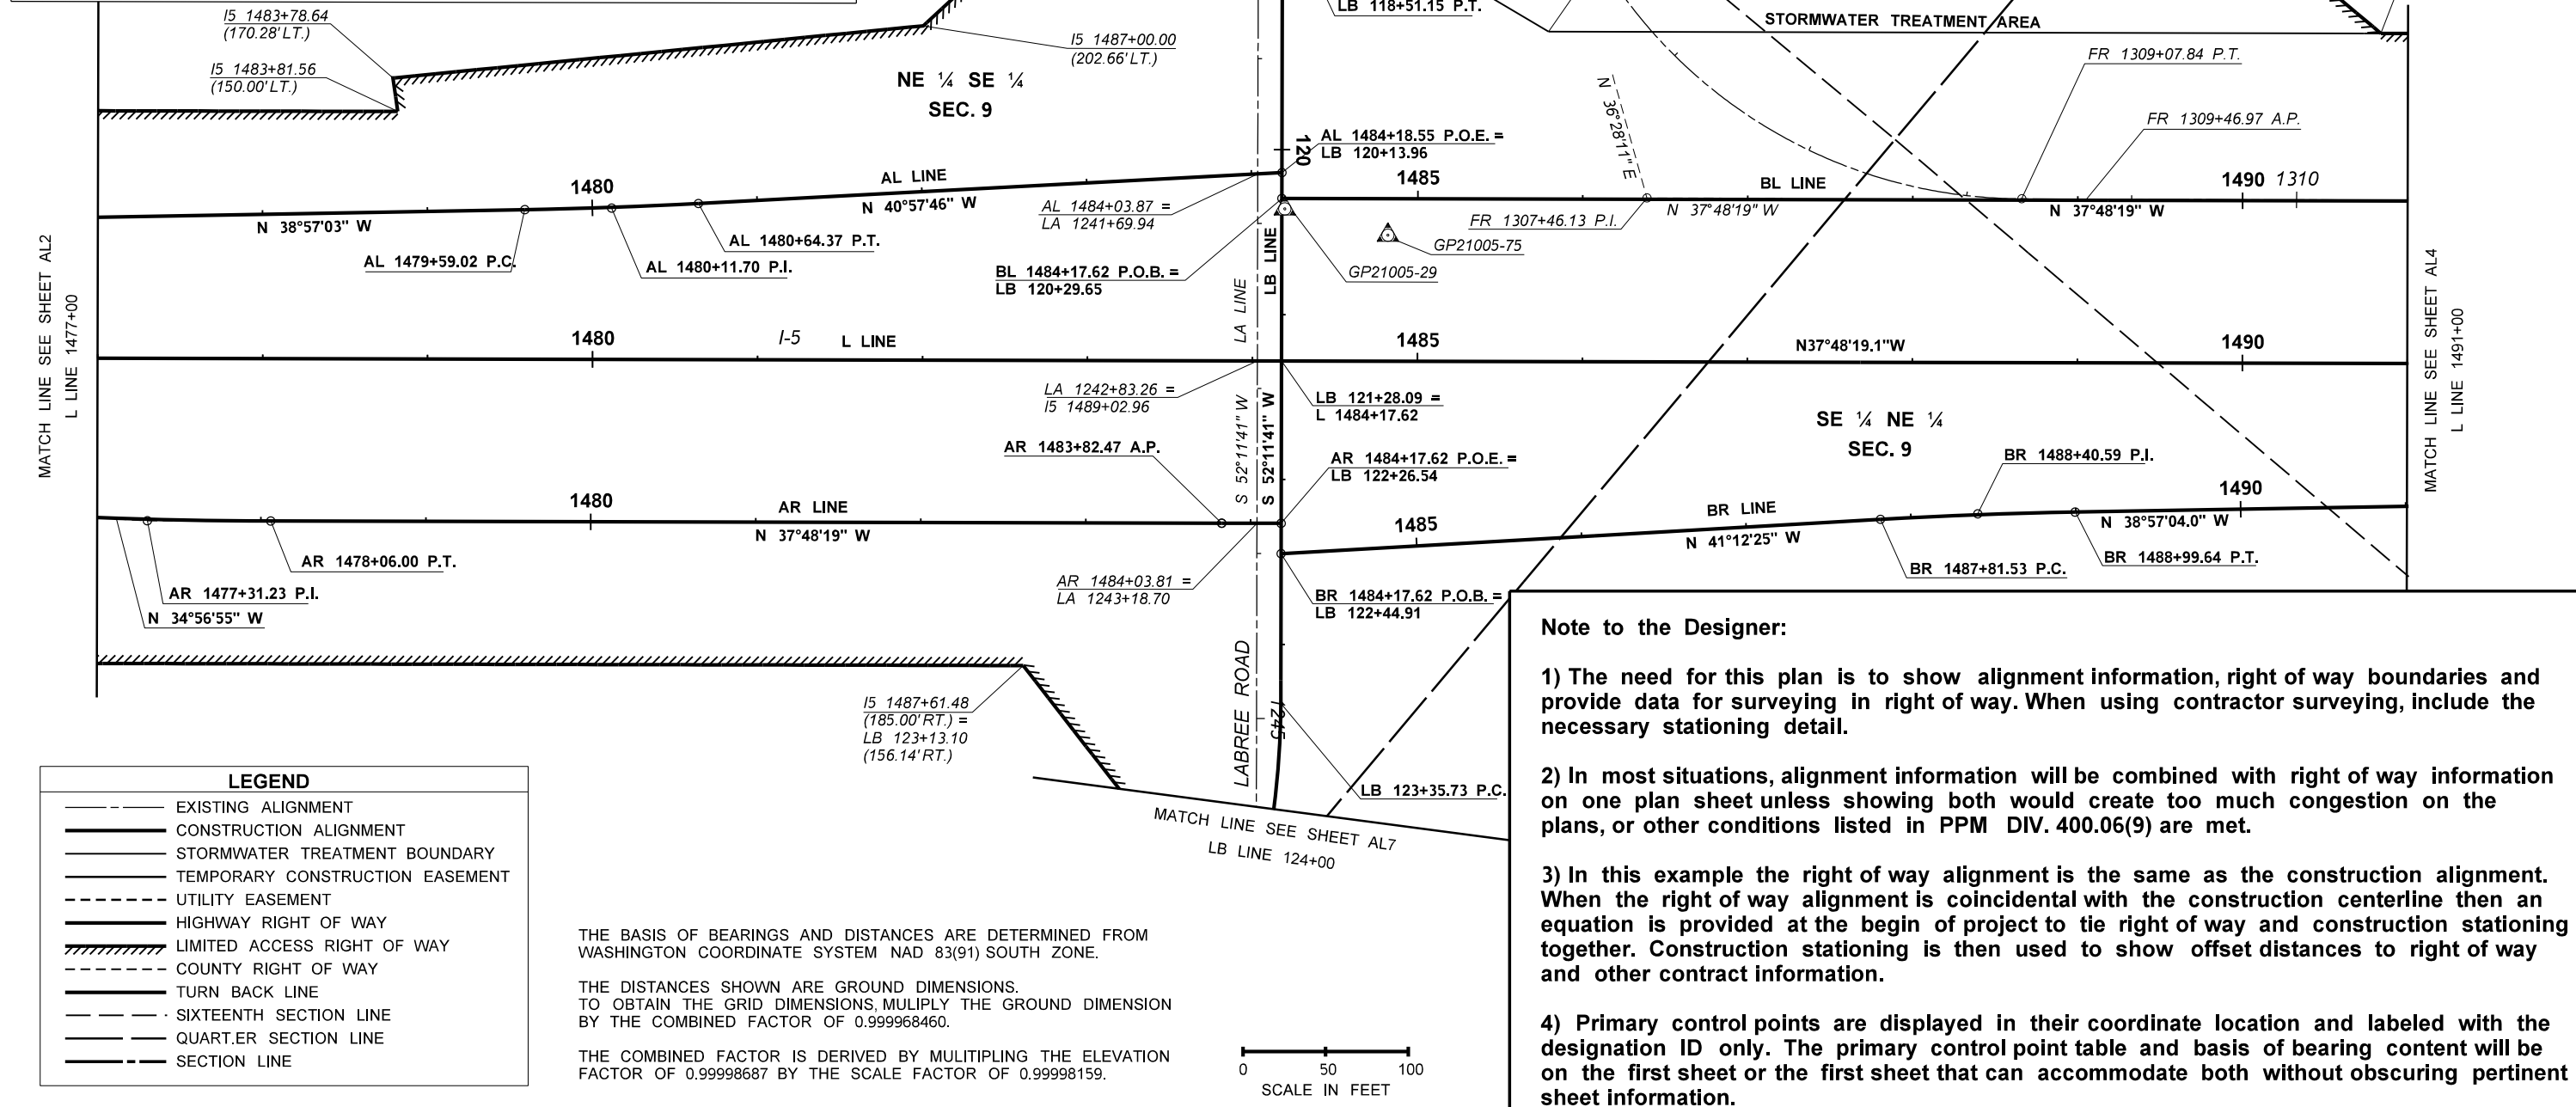 I5 1483+78.64
(170.28' LT.)
I5 1483+81.56
(150.00' LT.)
I5 1487+00.00
(202.66' LT.)
NE ¼ SE ¼
SEC. 9
LB 118+51.15 P.T.
STORMWATER TREATMENT AREA
FR 1309+07.84 P.T.
FR 1309+46.97 A.P.
N 36°28'11" E
120
AL 1484+18.55 P.O.E. =
LB 120+13.96
1480
AL LINE
N 40°57'46" W
N 38°57'03" W
AL 1479+59.02 P.C.
AL 1480+11.70 P.I.
AL 1480+64.37 P.T.
AL 1484+03.87 =
LA 1241+69.94
BL 1484+17.62 P.O.B. =
LB 120+29.65
1485
BL LINE
1490 1310
FR 1307+46.13 P.I.
N 37°48'19" W
N 37°48'19" W
GP21005-75
GP21005-29
MATCH LINE SEE SHEET AL2
L LINE 1477+00
LA LINE
LB LINE
MATCH LINE SEE SHEET AL4
L LINE 1491+00
1480
I-5
L LINE
1485
N37°48'19.1"W
1490
LA 1242+83.26 =
I5 1489+02.96
LB 121+28.09 =
L 1484+17.62
S 52°11'41" W
S 52°11'41" W
SE ¼ NE ¼
SEC. 9
AR 1483+82.47 A.P.
AR 1484+17.62 P.O.E. =
LB 122+26.54
BR 1488+40.59 P.I.
1480
AR LINE
N 37°48'19" W
1485
BR LINE
N 41°12'25" W
1490
N 38°57'04.0" W
AR 1478+06.00 P.T.
AR 1477+31.23 P.I.
N 34°56'55" W
AR 1484+03.81 =
LA 1243+18.70
BR 1484+17.62 P.O.B. =
LB 122+44.91
BR 1487+81.53 P.C.
BR 1488+99.64 P.T.
I5 1487+61.48
(185.00' RT.) =
LB 123+13.10
(156.14' RT.)
LABREE ROAD
1245
LB 123+35.73 P.C.
MATCH LINE SEE SHEET AL7
LB LINE 124+00
LEGEND
EXISTING ALIGNMENT
CONSTRUCTION ALIGNMENT
STORMWATER TREATMENT BOUNDARY
TEMPORARY CONSTRUCTION EASEMENT
UTILITY EASEMENT
HIGHWAY RIGHT OF WAY
LIMITED ACCESS RIGHT OF WAY
COUNTY RIGHT OF WAY
TURN BACK LINE
SIXTEENTH SECTION LINE
QUART.ER SECTION LINE
SECTION LINE
THE BASIS OF BEARINGS AND DISTANCES ARE DETERMINED FROM
WASHINGTON COORDINATE SYSTEM NAD 83(91) SOUTH ZONE.
THE DISTANCES SHOWN ARE GROUND DIMENSIONS.
TO OBTAIN THE GRID DIMENSIONS, MULIPLY THE GROUND DIMENSION
BY THE COMBINED FACTOR OF 0.999968460.
THE COMBINED FACTOR IS DERIVED BY MULITIPLING THE ELEVATION
FACTOR OF 0.99998687 BY THE SCALE FACTOR OF 0.99998159.
0 50 100
SCALE IN FEET
Note to the Designer:
1) The need for this plan is to show alignment information, right of way boundaries and
provide data for surveying in right of way. When using contractor surveying, include the
necessary stationing detail.
2) In most situations, alignment information will be combined with right of way information
on one plan sheet unless showing both would create too much congestion on the
plans, or other conditions listed in PPM DIV. 400.06(9) are met.
3) In this example the right of way alignment is the same as the construction alignment.
When the right of way alignment is coincidental with the construction centerline then an
equation is provided at the begin of project to tie right of way and construction stationing
together. Construction stationing is then used to show offset distances to right of way
and other contract information.
4) Primary control points are displayed in their coordinate location and labeled with the
designation ID only. The primary control point table and basis of bearing content will be
on the first sheet or the first sheet that can accommodate both without obscuring pertinent
sheet information.